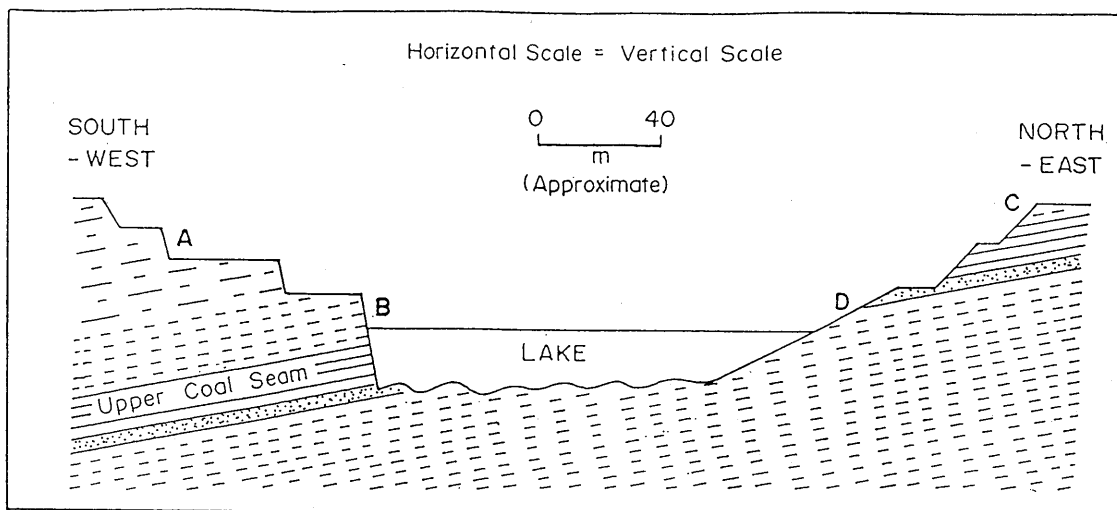 Horizontal Scale = Vertical Scale
0 40
m
(Approximate)
SOUTH
- WEST
NORTH
- EAST
C
A
B
D
LAKE
Upper Coal Seam